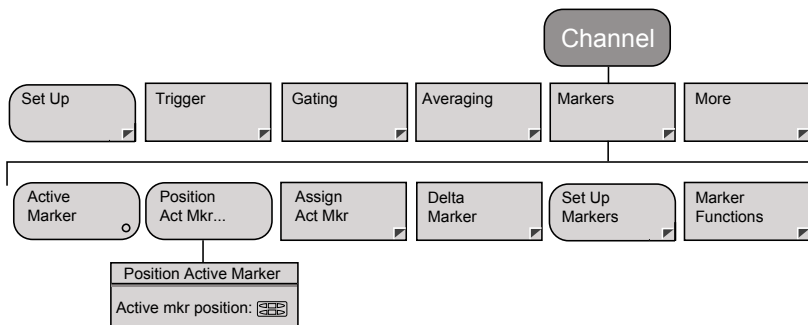 Channel
Set Up
Trigger
Gating
Averaging
Markers
More
Active
Marker
Position
Act Mkr...
Assign
Act Mkr
Delta
Marker
Set Up
Markers
Marker
Functions
Position Active Marker
Active mkr position: